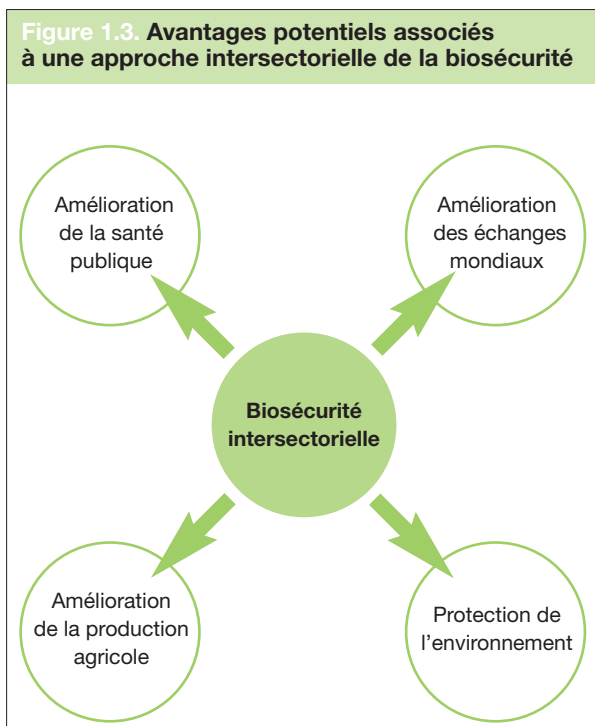 Figure 1.3. Avantages potentiels associés
à une approche intersectorielle de la biosécurité
Amélioration
de la santé
publique
Amélioration
des échanges
mondiaux
Biosécurité
intersectorielle
Amélioration
de la production
agricole
Protection de
l’environnement